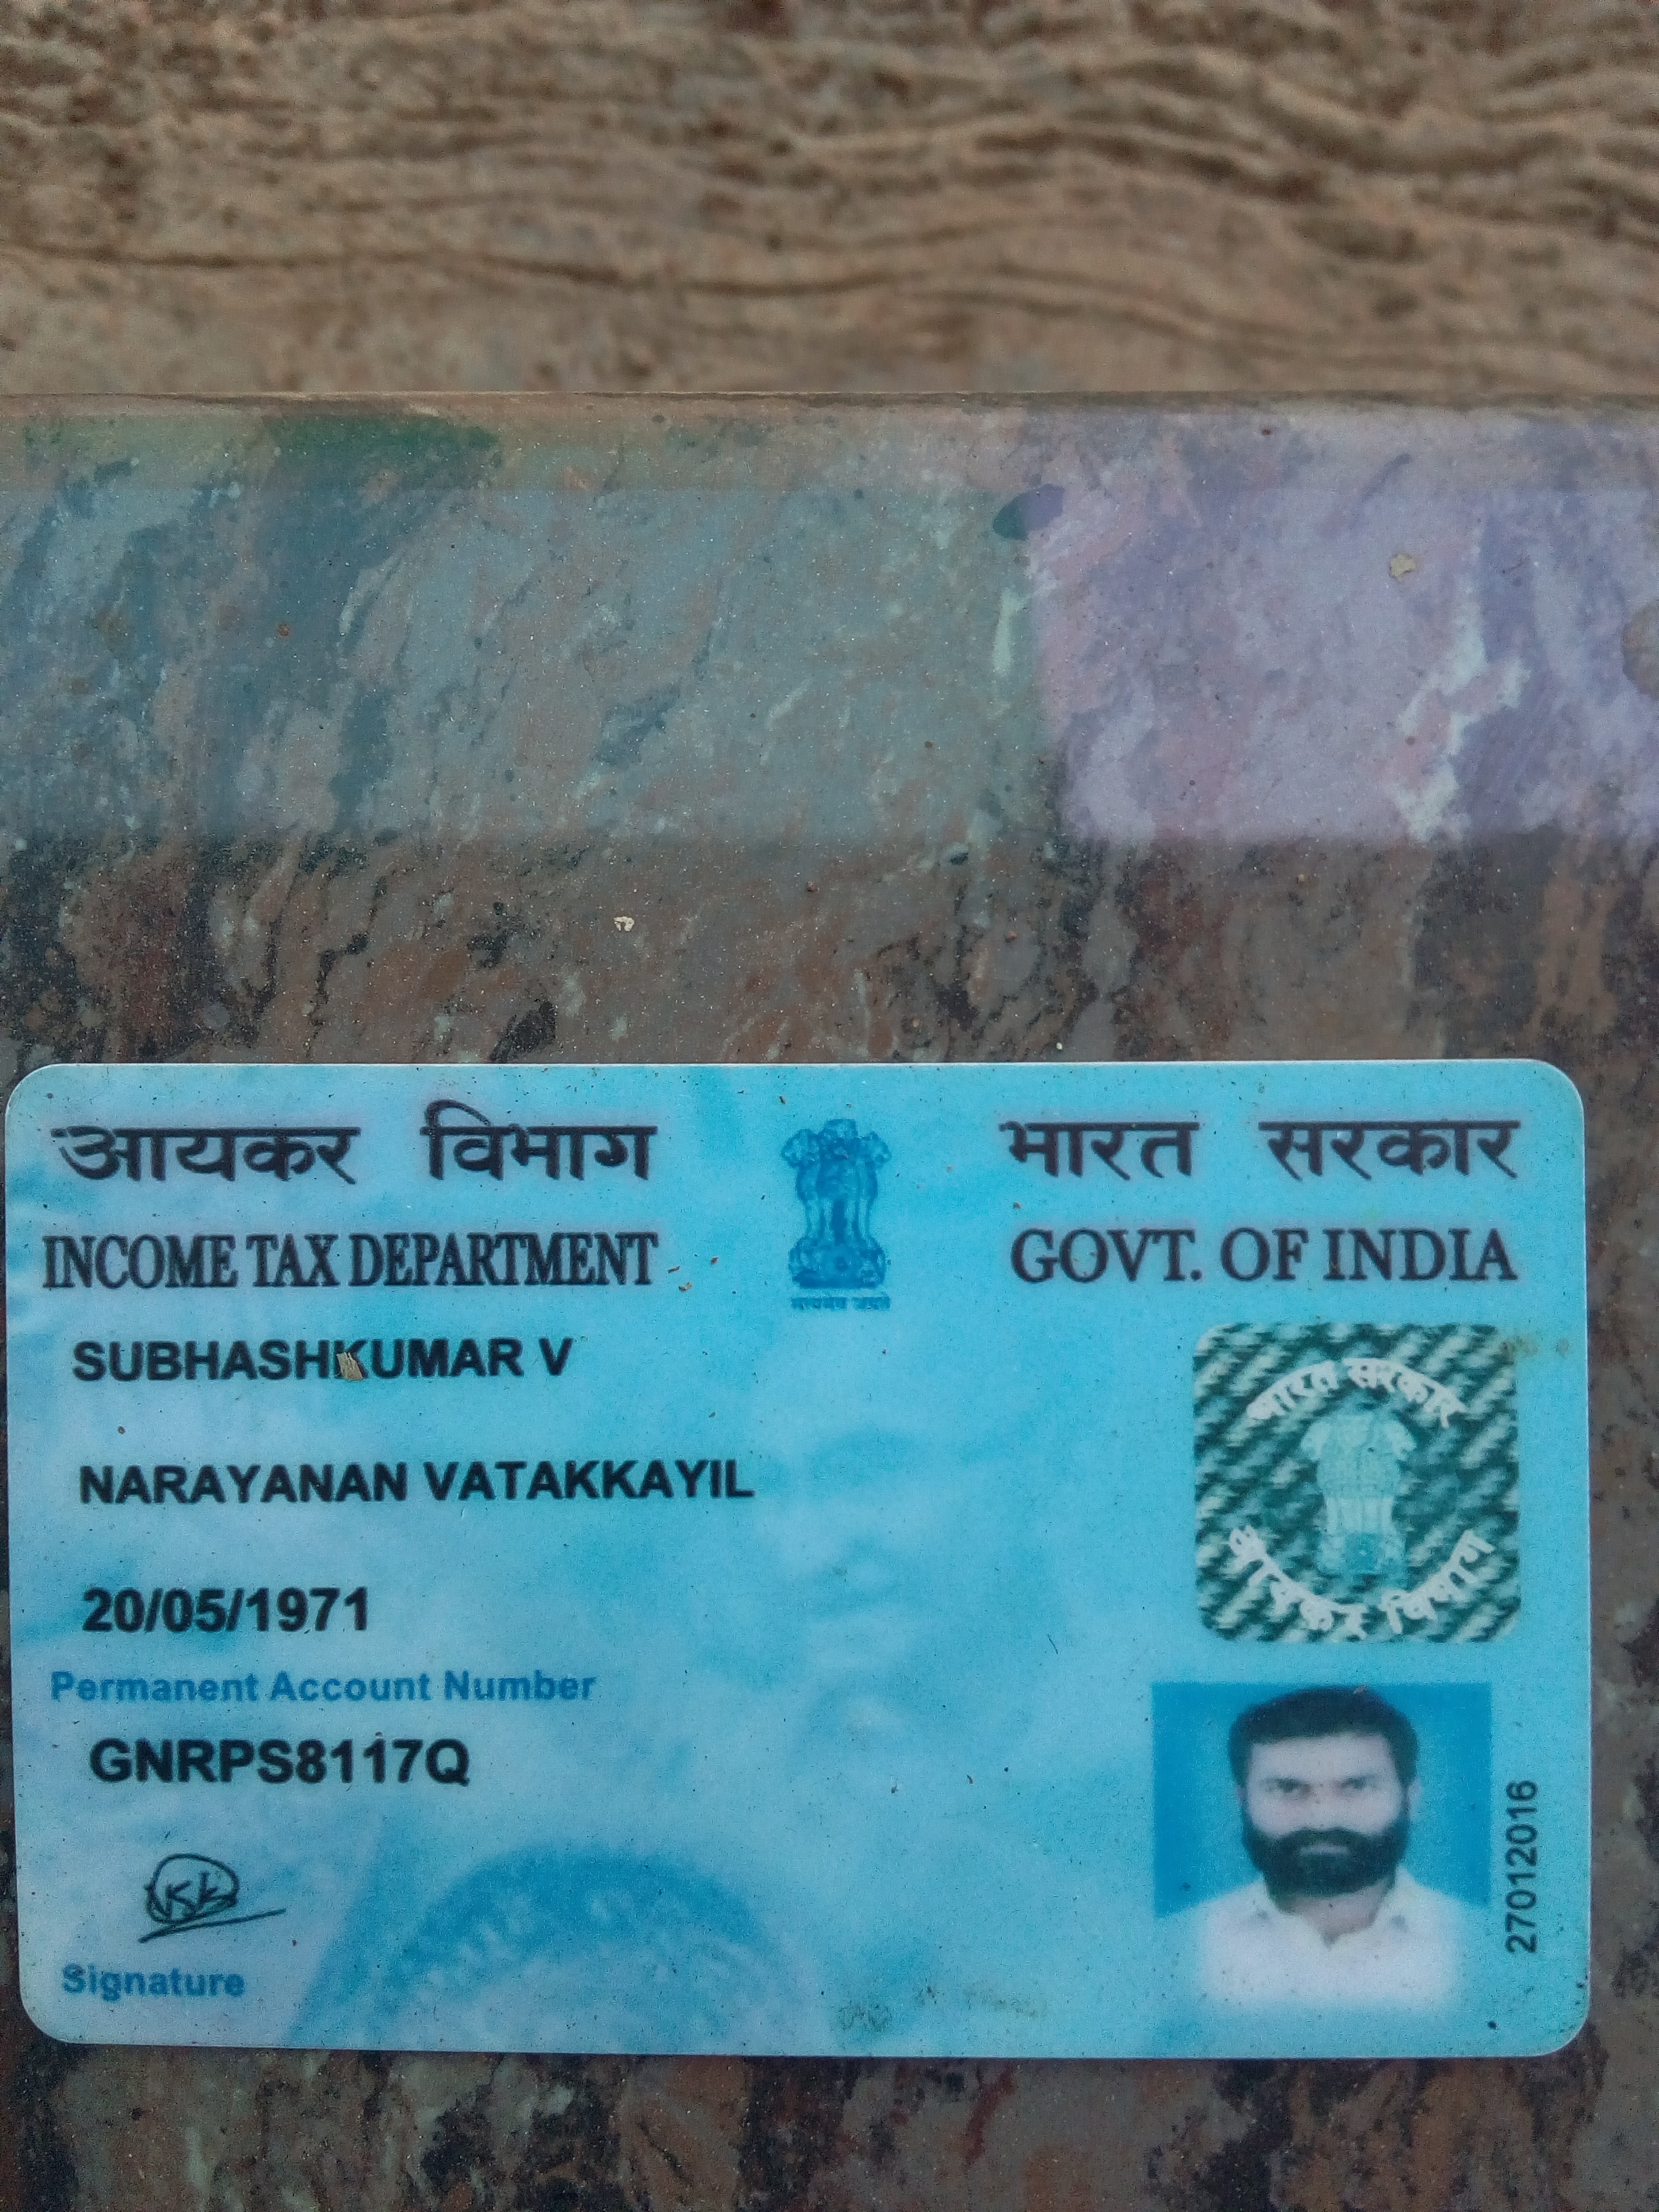 आयकर विभाग
भारत सरकार
INCOME TAX DEPARTMENT
GOVT. OF INDIA
सत्यमेव जयते
SUBHASHKUMAR V
NARAYANAN VATAKKAYIL
20/05/1971
Permanent Account Number
GNRPS8117Q
Signature
भारत सरकार
आयकर विभाग
27012016